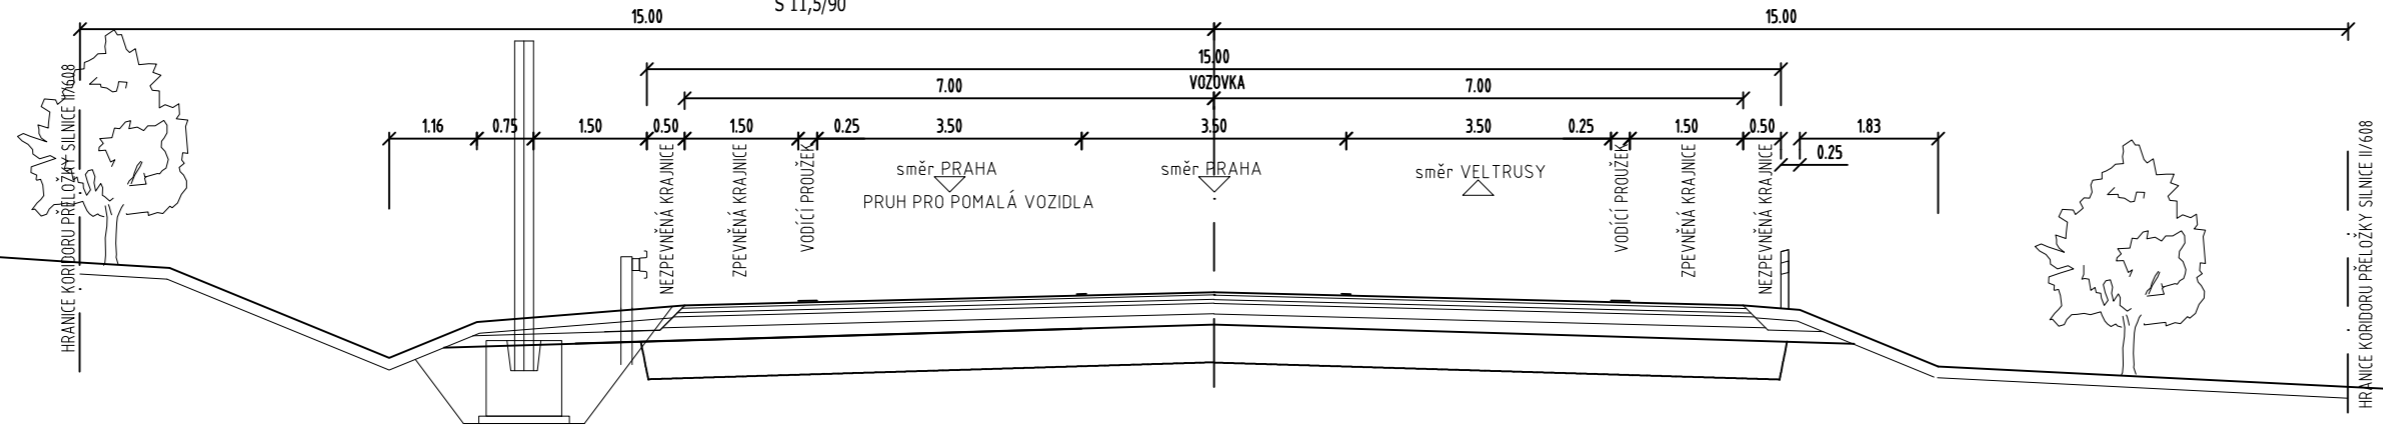 S 11,5/90
15.00
15.00
15.00
VOZOVKA
7.00
7.00
1.16
0.75
1.50
0.50
1.50
0.25
3.50
3.50
3.50
0.25
1.50
0.50
1.83
0.25
HRANICE KORIDORU PŘELOŽKY SILNICE II/608
NEZPEVNĚNÁ KRAJNICE
ZPEVNĚNÁ KRAJNICE
VODÍCÍ PROUŽEK
směr PRAHA
PRUH PRO POMALÁ VOZIDLA
směr PRAHA
směr VELTRUSY
VODÍCÍ PROUŽEK
ZPEVNĚNÁ KRAJNICE
NEZPEVNĚNÁ KRAJNICE
HRANICE KORIDORU PŘELOŽKY SILNICE II/608